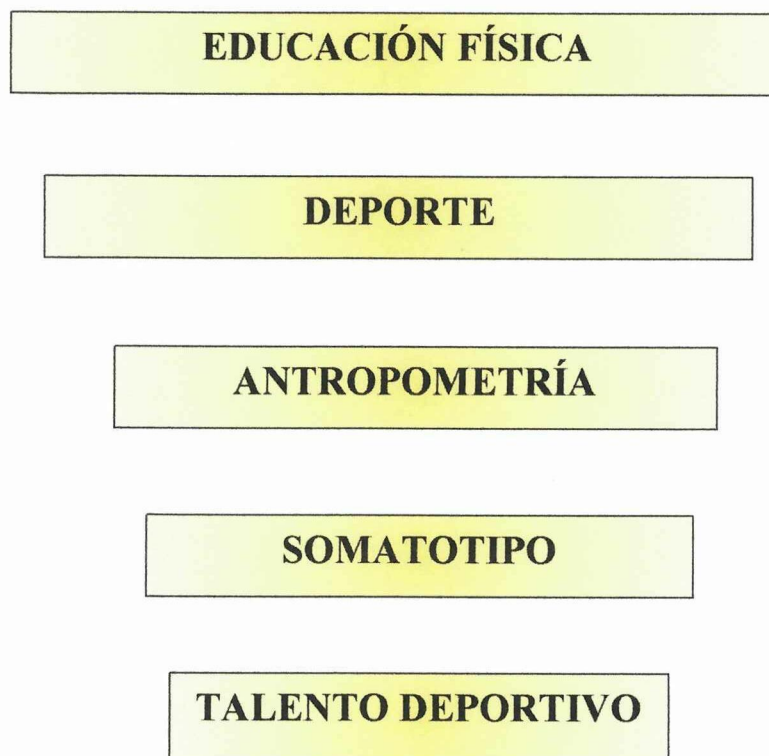 EDUCACIÓN FÍSICA
DEPORTE
ANTROPOMETRÍA
SOMATOTIPO
TALENTO DEPORTIVO